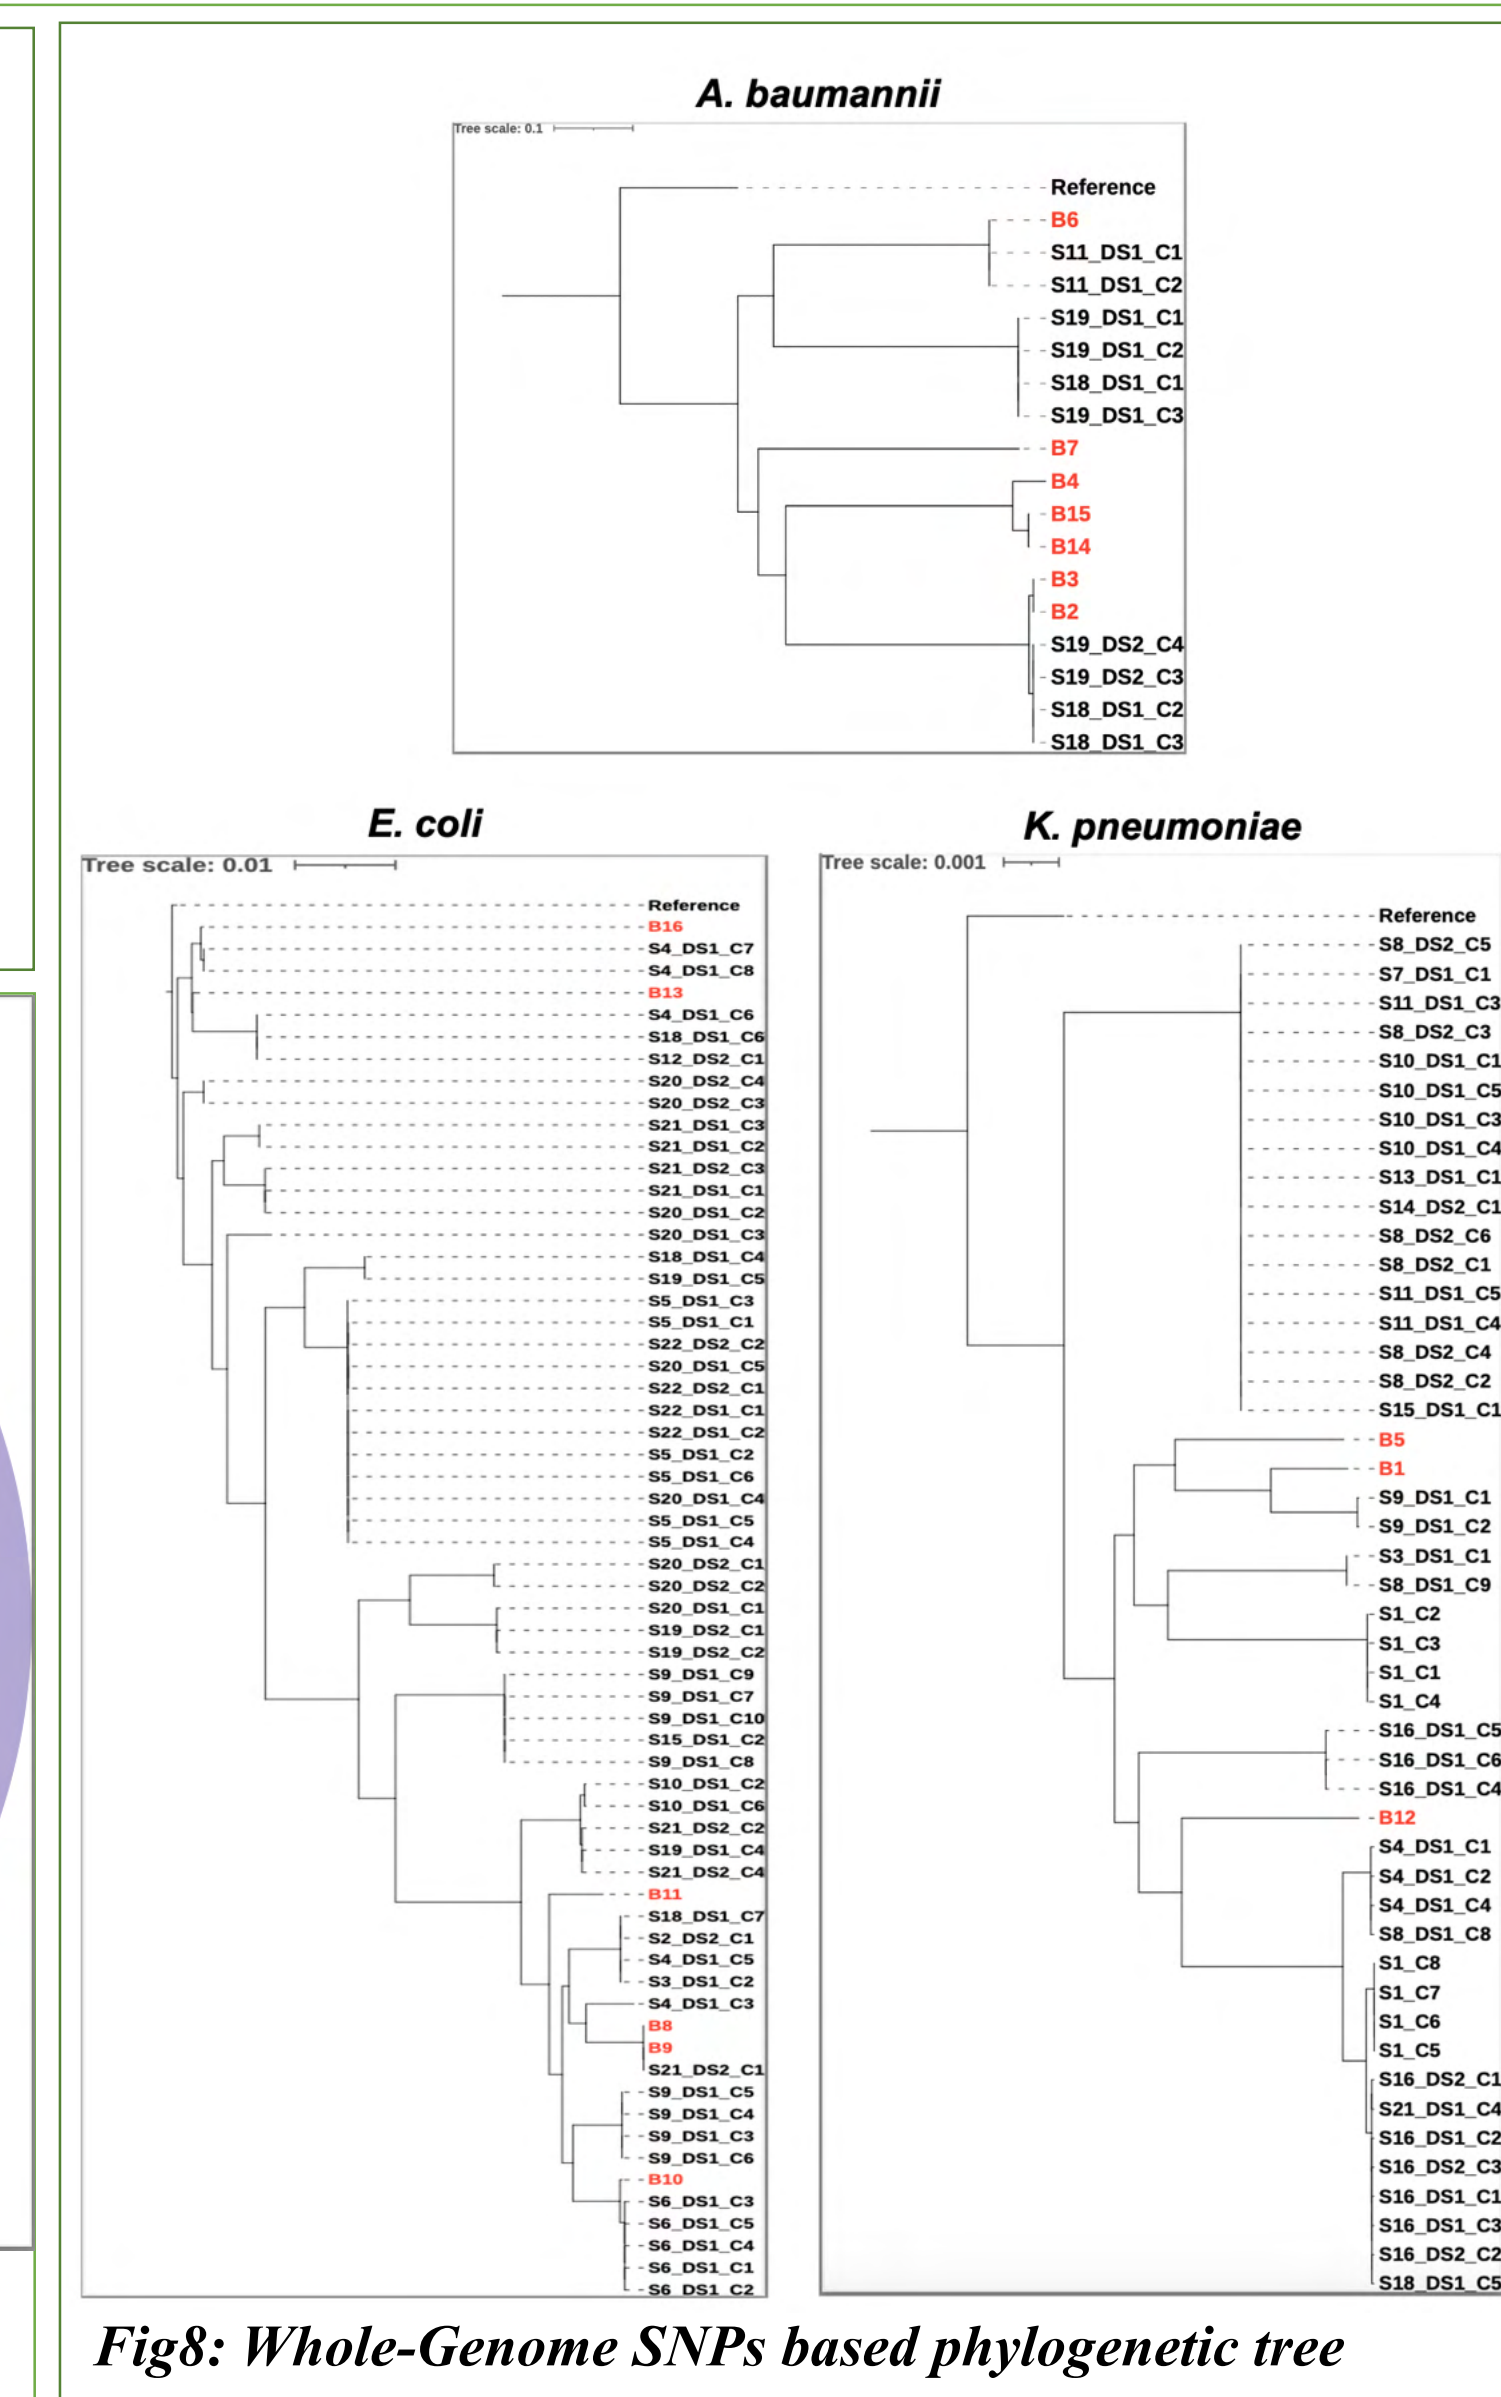 A. baumannii
Tree scale: 0.1
Reference
B6
S11_DS1_C1
S11_DS1_C2
S19_DS1_C1
S19_DS1_C2
S18_DS1_C1
S19_DS1_C3
B7
B4
B15
B14
B3
B2
S19_DS2_C4
S19_DS2_C3
S18_DS1_C2
S18_DS1_C3
E. coli
Tree scale: 0.01
Reference
B16
S4_DS1_C7
S4_DS1_C8
B13
S4_DS1_C6
S18_DS1_C6
S12_DS2_C1
S20_DS2_C4
S20_DS2_C3
S21_DS1_C3
S21_DS1_C2
S21_DS2_C3
S21_DS1_C1
S20_DS1_C2
S20_DS1_C3
S18_DS1_C4
S19_DS1_C5
S5_DS1_C3
S5_DS1_C1
S22_DS2_C2
S20_DS1_C5
S22_DS2_C1
S22_DS1_C1
S22_DS1_C2
S5_DS1_C2
S5_DS1_C6
S20_DS1_C4
S5_DS1_C5
S5_DS1_C4
S20_DS2_C1
S20_DS2_C2
S20_DS1_C1
S19_DS2_C1
S19_DS2_C2
S9_DS1_C9
S9_DS1_C7
S9_DS1_C10
S15_DS1_C2
S9_DS1_C8
S10_DS1_C2
S10_DS1_C6
S21_DS2_C2
S19_DS1_C4
S21_DS2_C4
B11
S18_DS1_C7
S2_DS2_C1
S4_DS1_C5
S3_DS1_C2
S4_DS1_C3
B8
B9
S21_DS2_C1
S9_DS1_C5
S9_DS1_C4
S9_DS1_C3
S9_DS1_C6
B10
S6_DS1_C3
S6_DS1_C5
S6_DS1_C4
S6_DS1_C1
S6_DS1_C2
K. pneumoniae
Tree scale: 0.001
Reference
S8_DS2_C5
S7_DS1_C1
S11_DS1_C3
S8_DS2_C3
S10_DS1_C1
S10_DS1_C5
S10_DS1_C3
S10_DS1_C4
S13_DS1_C1
S14_DS2_C1
S8_DS2_C6
S8_DS2_C1
S11_DS1_C5
S11_DS1_C4
S8_DS2_C4
S8_DS2_C2
S15_DS1_C1
B5
B1
S9_DS1_C1
S9_DS1_C2
S3_DS1_C1
S8_DS1_C9
S1_C2
S1_C3
S1_C1
S1_C4
S16_DS1_C5
S16_DS1_C6
S16_DS1_C4
B12
S4_DS1_C1
S4_DS1_C2
S4_DS1_C4
S8_DS1_C8
S1_C8
S1_C7
S1_C6
S1_C5
S16_DS2_C1
S21_DS1_C4
S16_DS1_C2
S16_DS2_C3
S16_DS1_C1
S16_DS1_C3
S16_DS2_C2
S18_DS1_C5
Fig8: Whole-Genome SNPs based phylogenetic tree